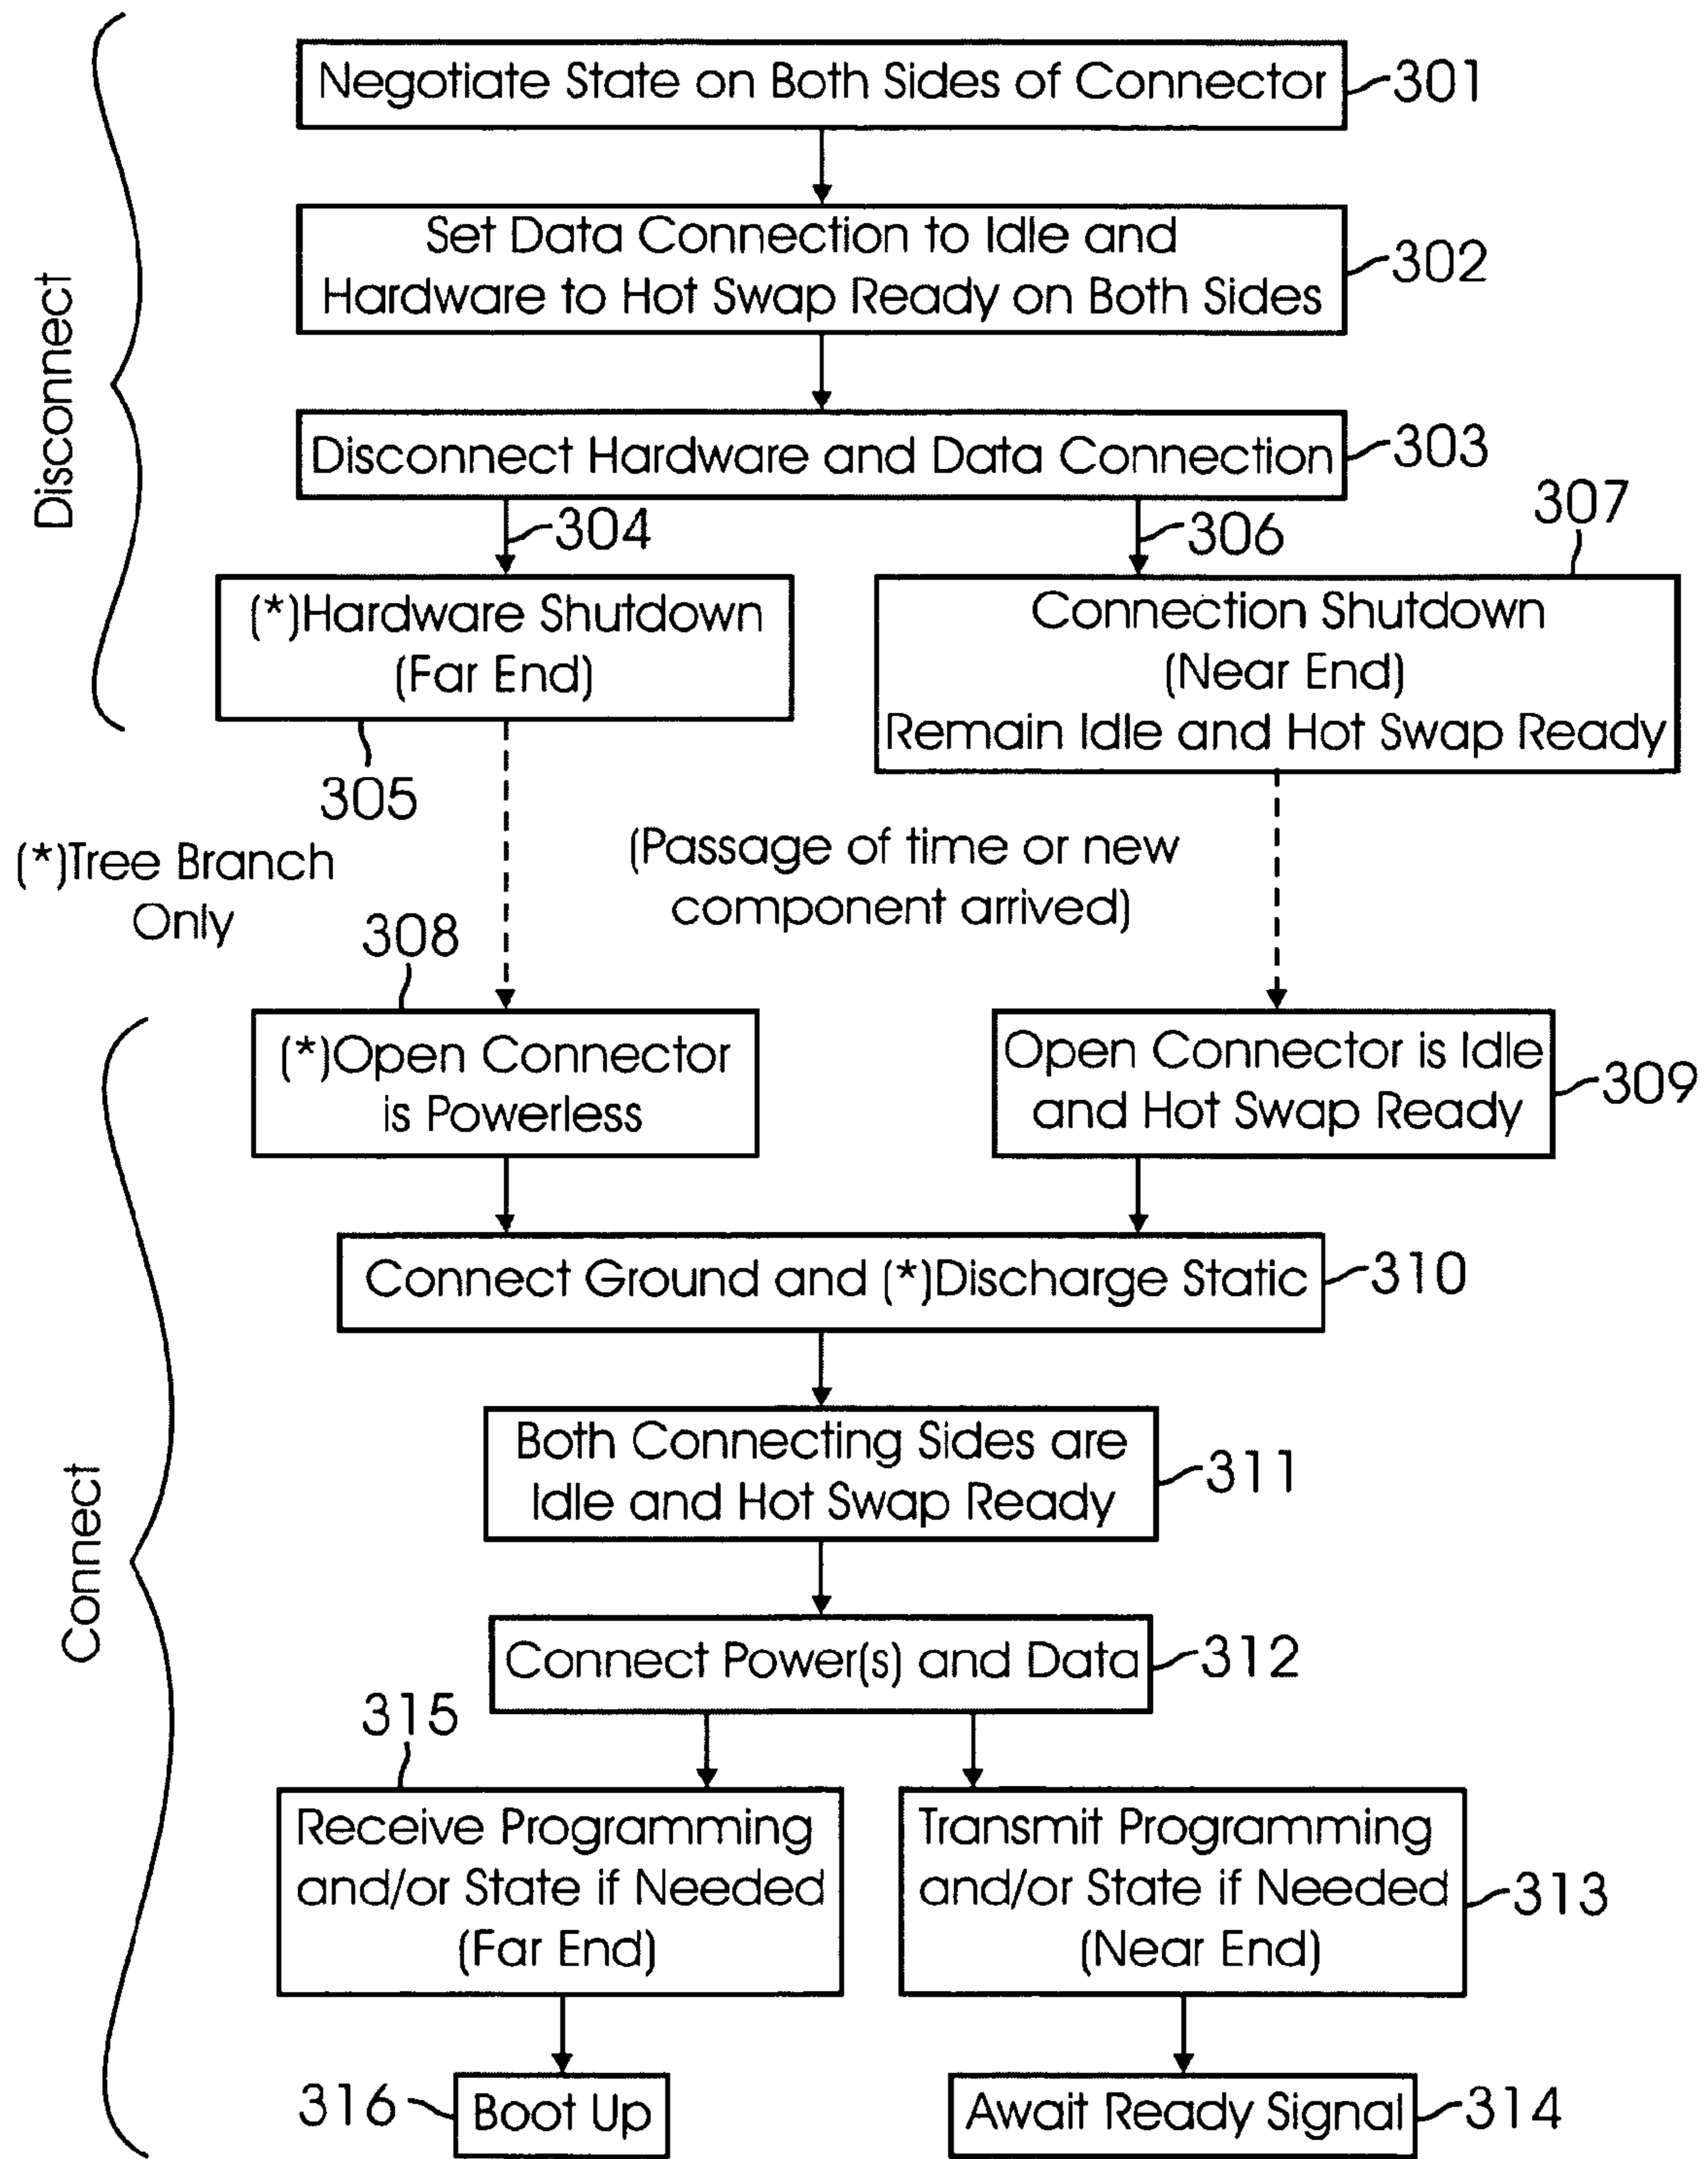 Disconnect
Negotiate State on Both Sides of Connector
301
Set Data Connection to Idle and
Hardware to Hot Swap Ready on Both Sides
302
Disconnect Hardware and Data Connection
303
304
306
307
(*)Hardware Shutdown
(Far End)
305
Connection Shutdown
(Near End)
Remain Idle and Hot Swap Ready
(*)Tree Branch
Only
(Passage of time or new
component arrived)
308
Connect
(*)Open Connector
is Powerless
Open Connector is Idle
and Hot Swap Ready
309
Connect Ground and (*)Discharge Static
310
Both Connecting Sides are
Idle and Hot Swap Ready
311
Connect Power(s) and Data
312
315
Receive Programming
and/or State if Needed
(Far End)
Transmit Programming
and/or State if Needed
(Near End)
313
316
Boot Up
Await Ready Signal
314